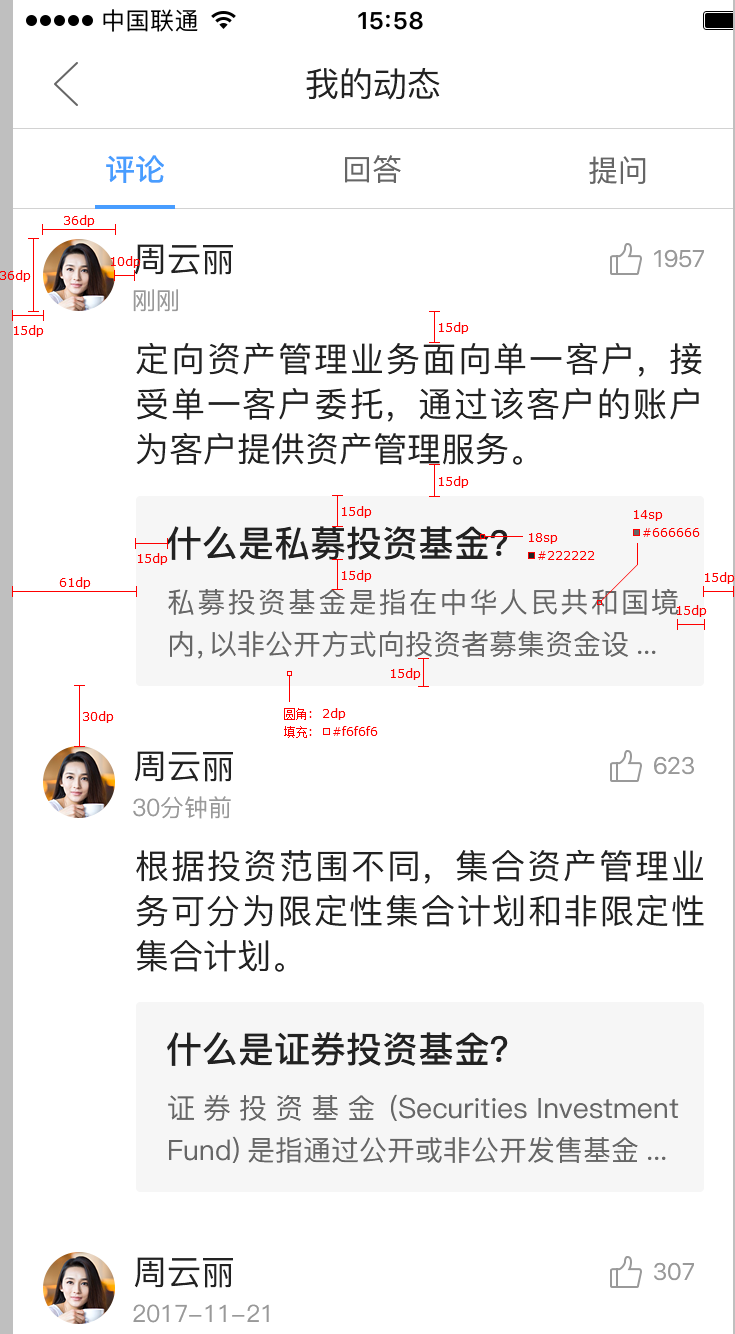 中国联通 15:58
我的动态
评论 回答 提问
36dp
周云丽 1957
10dp
36dp
刚刚
15dp
15dp
定向资产管理业务面向单一客户，接
受单一客户委托，通过该客户的账户
为客户提供资产管理服务。
15dp
15dp
14sp
#666666
什么是私募投资基金?
18sp
#222222
15dp
15dp
61dp
15dp
私募投资基金是指在中华人民共和国境
15dp
内, 以非公开方式向投资者募集资金设 ...
15dp
圆角: 2dp
填充: #f6f6f6
30dp
周云丽 623
30分钟前
根据投资范围不同，集合资产管理业
务可分为限定性集合计划和非限定性
集合计划。
什么是证券投资基金?
证券投资基金 (Securities Investment
Fund) 是指通过公开或非公开发售基金 ...
周云丽 307
2017-11-21